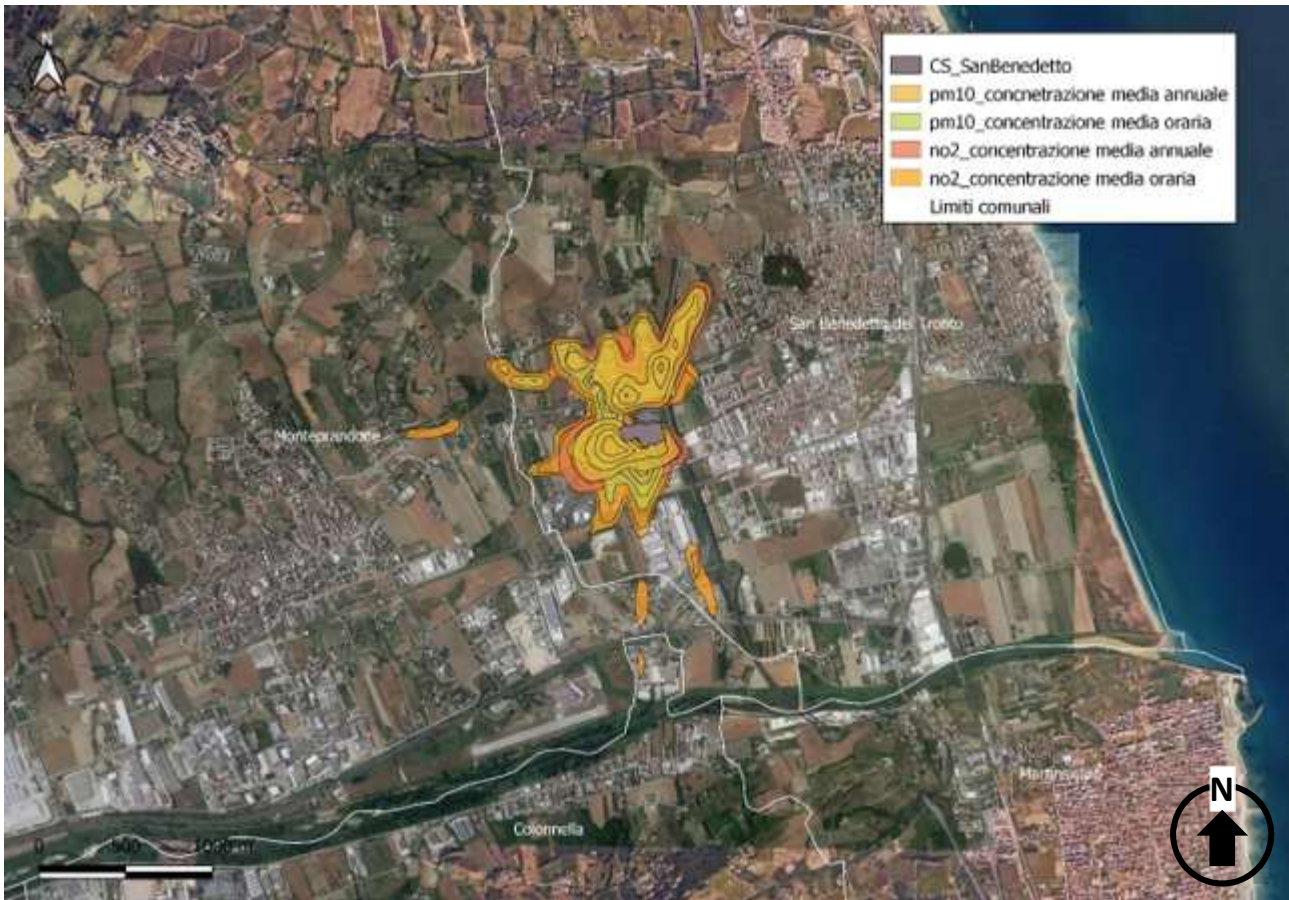 CS_SanBenedetto
pm10_concnetrazione media annuale
pm10_concentrazione media oraria
no2_concentrazione media annuale
no2_concentrazione media oraria
Limiti comunali
San Benedetto del Tronto
Monteprandone
Martinsicuro
Colonnella
0 500 1000 m
N